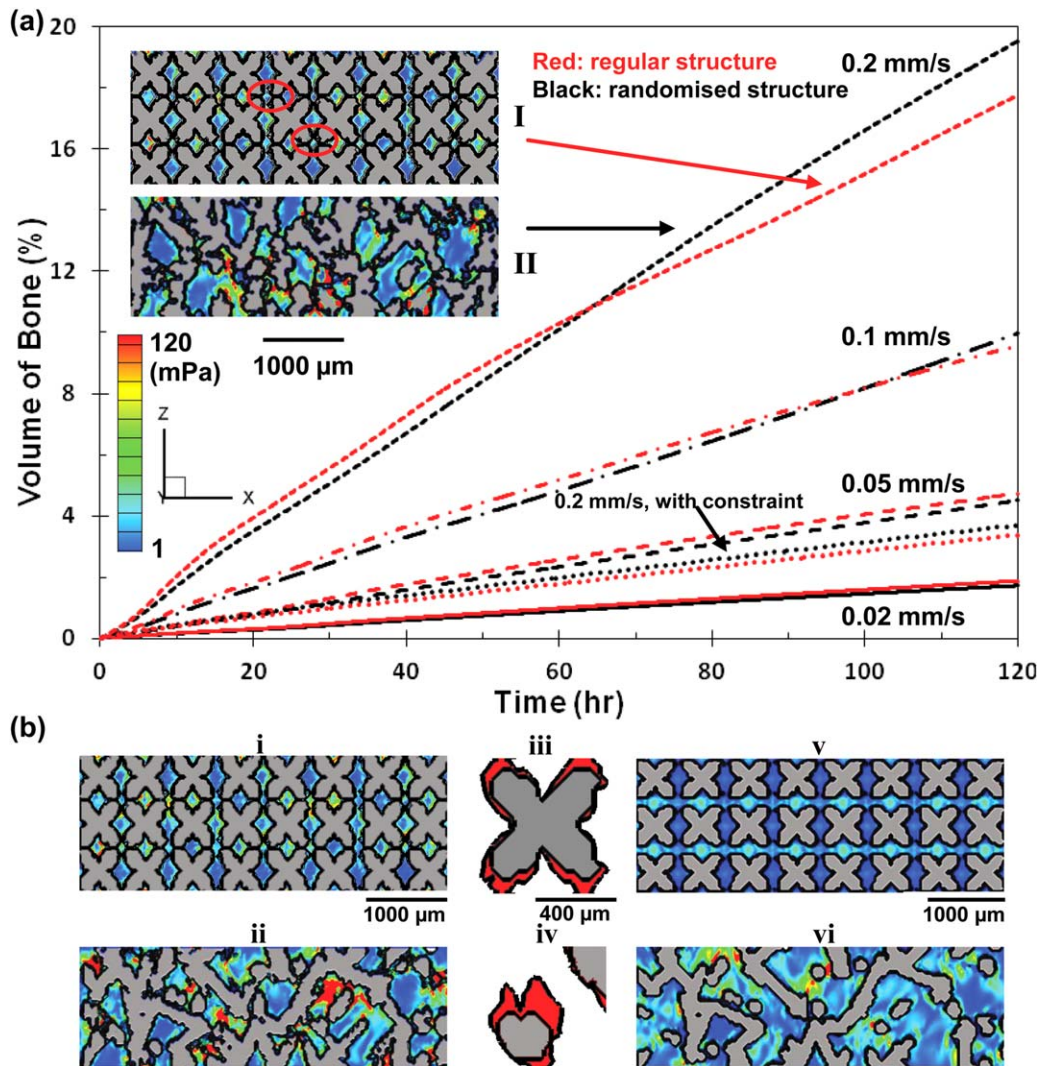 (a)
20
16
12
8
4
0
Volume of Bone (%)
Red: regular structure
Black: randomised structure
I
II
0.2 mm/s
0.1 mm/s
0.05 mm/s
0.2 mm/s, with constraint
0.02 mm/s
1000 µm
120
(mPa)
1
Z
Y
X
0 20 40 60 80 100 120
Time (hr)
(b)
i iii v
1000 µm 400 µm 1000 µm
ii iv vi